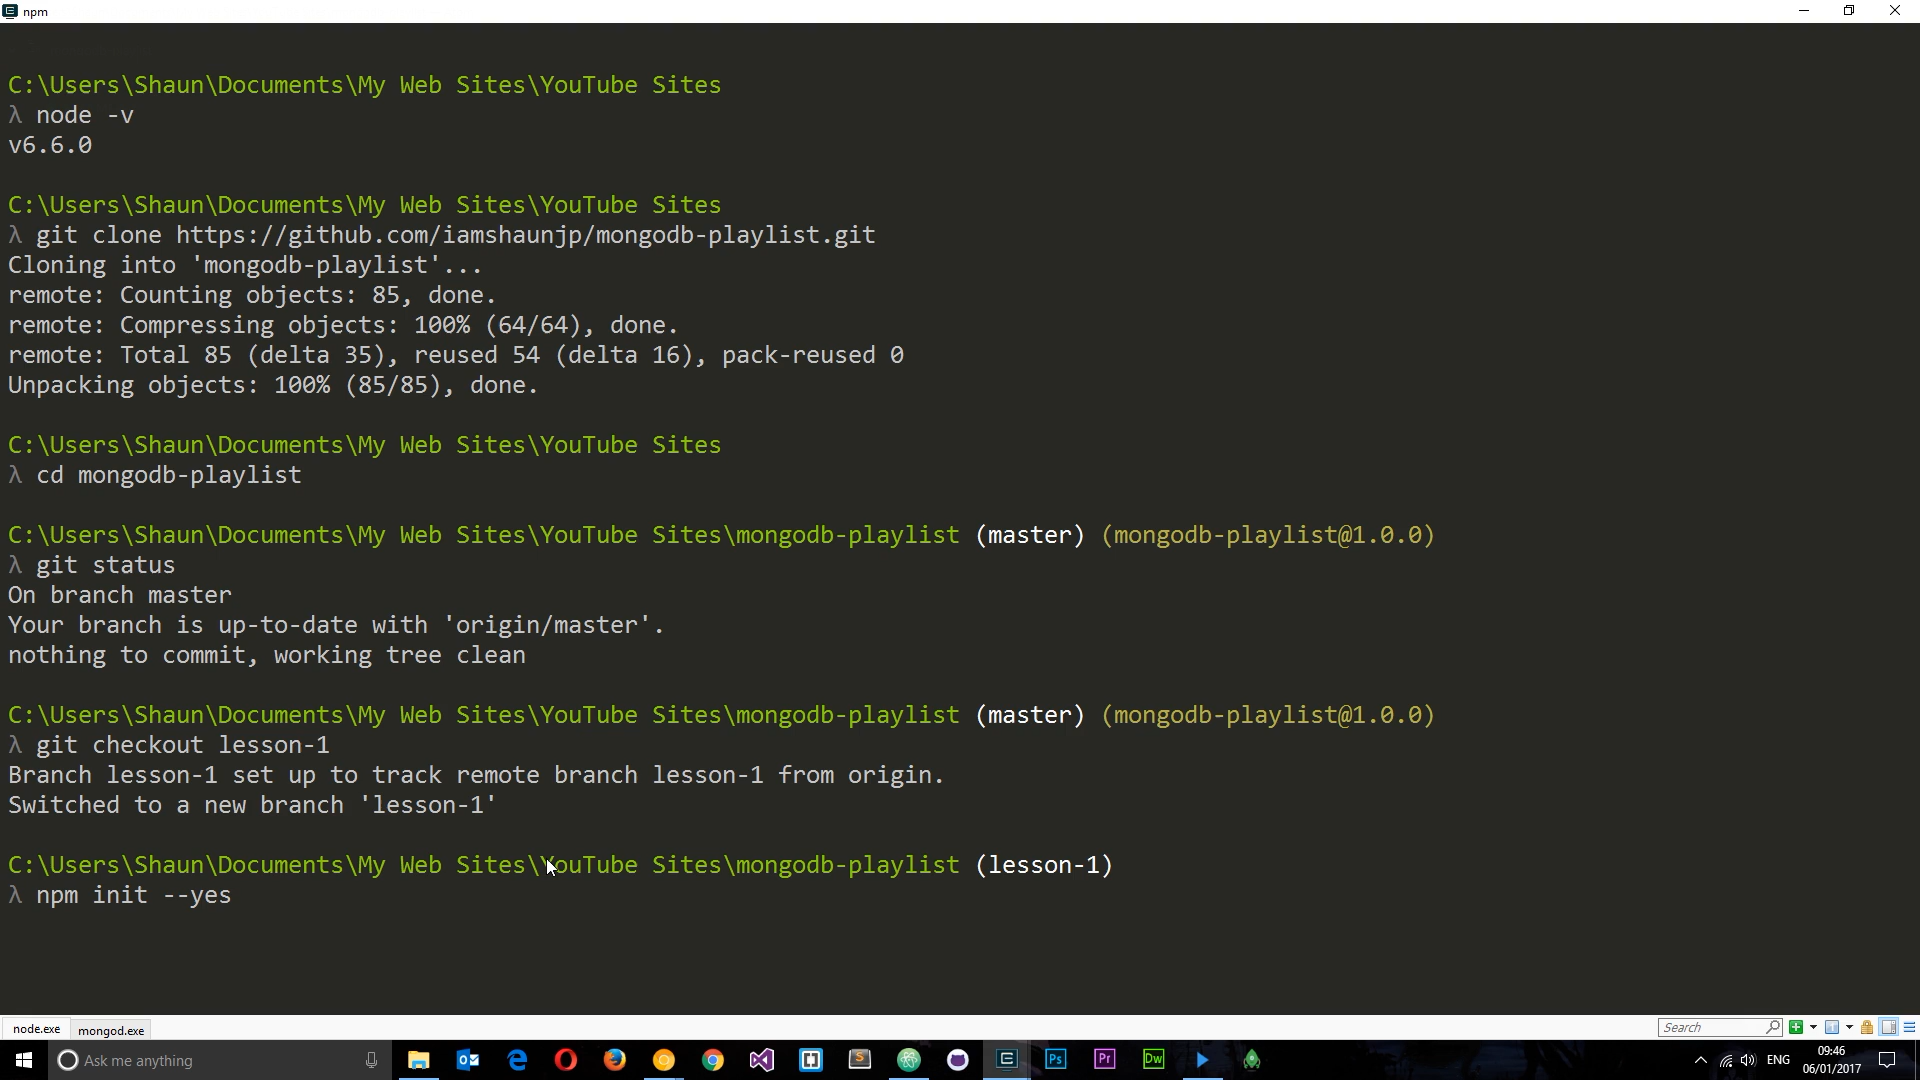 npm
C:\Users\Shaun\Documents\My Web Sites\YouTube Sites
λ node -v
v6.6.0
C:\Users\Shaun\Documents\My Web Sites\YouTube Sites
λ git clone https://github.com/iamshaunjp/mongodb-playlist.git
Cloning into 'mongodb-playlist'...
remote: Counting objects: 85, done.
remote: Compressing objects: 100% (64/64), done.
remote: Total 85 (delta 35), reused 54 (delta 16), pack-reused 0
Unpacking objects: 100% (85/85), done.
C:\Users\Shaun\Documents\My Web Sites\YouTube Sites
λ cd mongodb-playlist
C:\Users\Shaun\Documents\My Web Sites\YouTube Sites\mongodb-playlist (master) (mongodb-playlist@1.0.0)
λ git status
On branch master
Your branch is up-to-date with 'origin/master'.
nothing to commit, working tree clean
C:\Users\Shaun\Documents\My Web Sites\YouTube Sites\mongodb-playlist (master) (mongodb-playlist@1.0.0)
λ git checkout lesson-1
Branch lesson-1 set up to track remote branch lesson-1 from origin.
Switched to a new branch 'lesson-1'
C:\Users\Shaun\Documents\My Web Sites\YouTube Sites\mongodb-playlist (lesson-1)
λ npm init --yes
node.exe mongod.exe Search
Ask me anything Ps Pr Dw ENG 09:46
06/01/2017